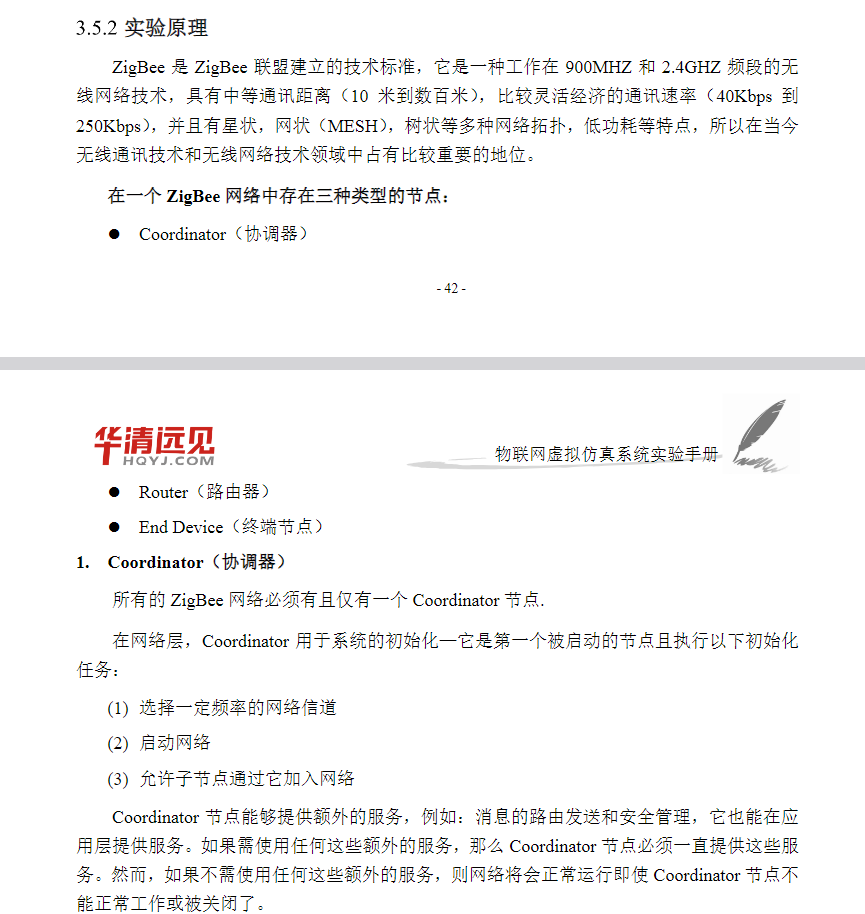 3.5.2 实验原理
ZigBee 是 ZigBee 联盟建立的技术标准，它是一种工作在 900MHZ 和 2.4GHZ 频段的无
线网络技术，具有中等通讯距离（10 米到数百米），比较灵活经济的通讯速率（40Kbps 到
250Kbps），并且有星状，网状（MESH），树状等多种网络拓扑，低功耗等特点，所以在当今
无线通讯技术和无线网络技术领域中占有比较重要的地位。
在一个 ZigBee 网络中存在三种类型的节点：
● Coordinator（协调器）
- 42 -
华清远见
HQYJ.COM
物联网虚拟仿真系统实验手册
● Router（路由器）
● End Device（终端节点）
1. Coordinator（协调器）
所有的 ZigBee 网络必须有且仅有一个 Coordinator 节点.
在网络层，Coordinator 用于系统的初始化—它是第一个被启动的节点且执行以下初始化
任务：
(1) 选择一定频率的网络信道
(2) 启动网络
(3) 允许子节点通过它加入网络
Coordinator 节点能够提供额外的服务，例如：消息的路由发送和安全管理，它也能在应
用层提供服务。如果需使用任何这些额外的服务，那么 Coordinator 节点必须一直提供这些服
务。然而，如果不需使用任何这些额外的服务，则网络将会正常运行即使 Coordinator 节点不
能正常工作或被关闭了。